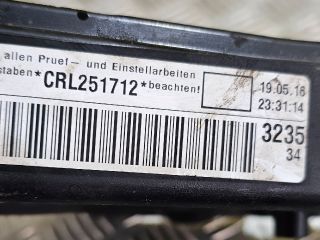 allen Pruef- und Einstellarbeiten
staben *CRL251712* beachten!
19.05.16
23:31:14
3235
34